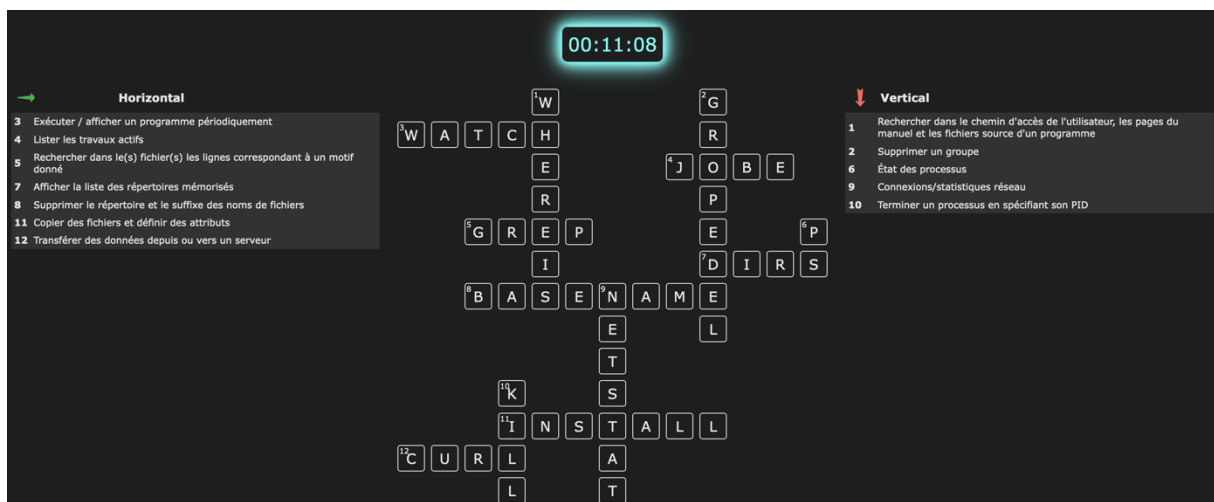 00:11:08
Horizontal
3 Exécuter / afficher un programme périodiquement
4 Lister les travaux actifs
5 Rechercher dans le(s) fichier(s) les lignes correspondant à un motif
donné
7 Afficher la liste des répertoires mémorisés
8 Supprimer le répertoire et le suffixe des noms de fichiers
11 Copier des fichiers et définir des attributs
12 Transférer des données depuis ou vers un serveur
1 W 2 G
3 W A T C H R
E 4 J O B E
R P
5 G R E P E 6 P
I 7 D I R S
8 B A S E 9 N A M E
E L
T
10 K S
11 I N S T A L L
12 C U R L A
L T
Vertical
1 Rechercher dans le chemin d'accès de l'utilisateur, les pages du
manuel et les fichiers source d'un programme
2 Supprimer un groupe
6 État des processus
9 Connexions/statistiques réseau
10 Terminer un processus en spécifiant son PID